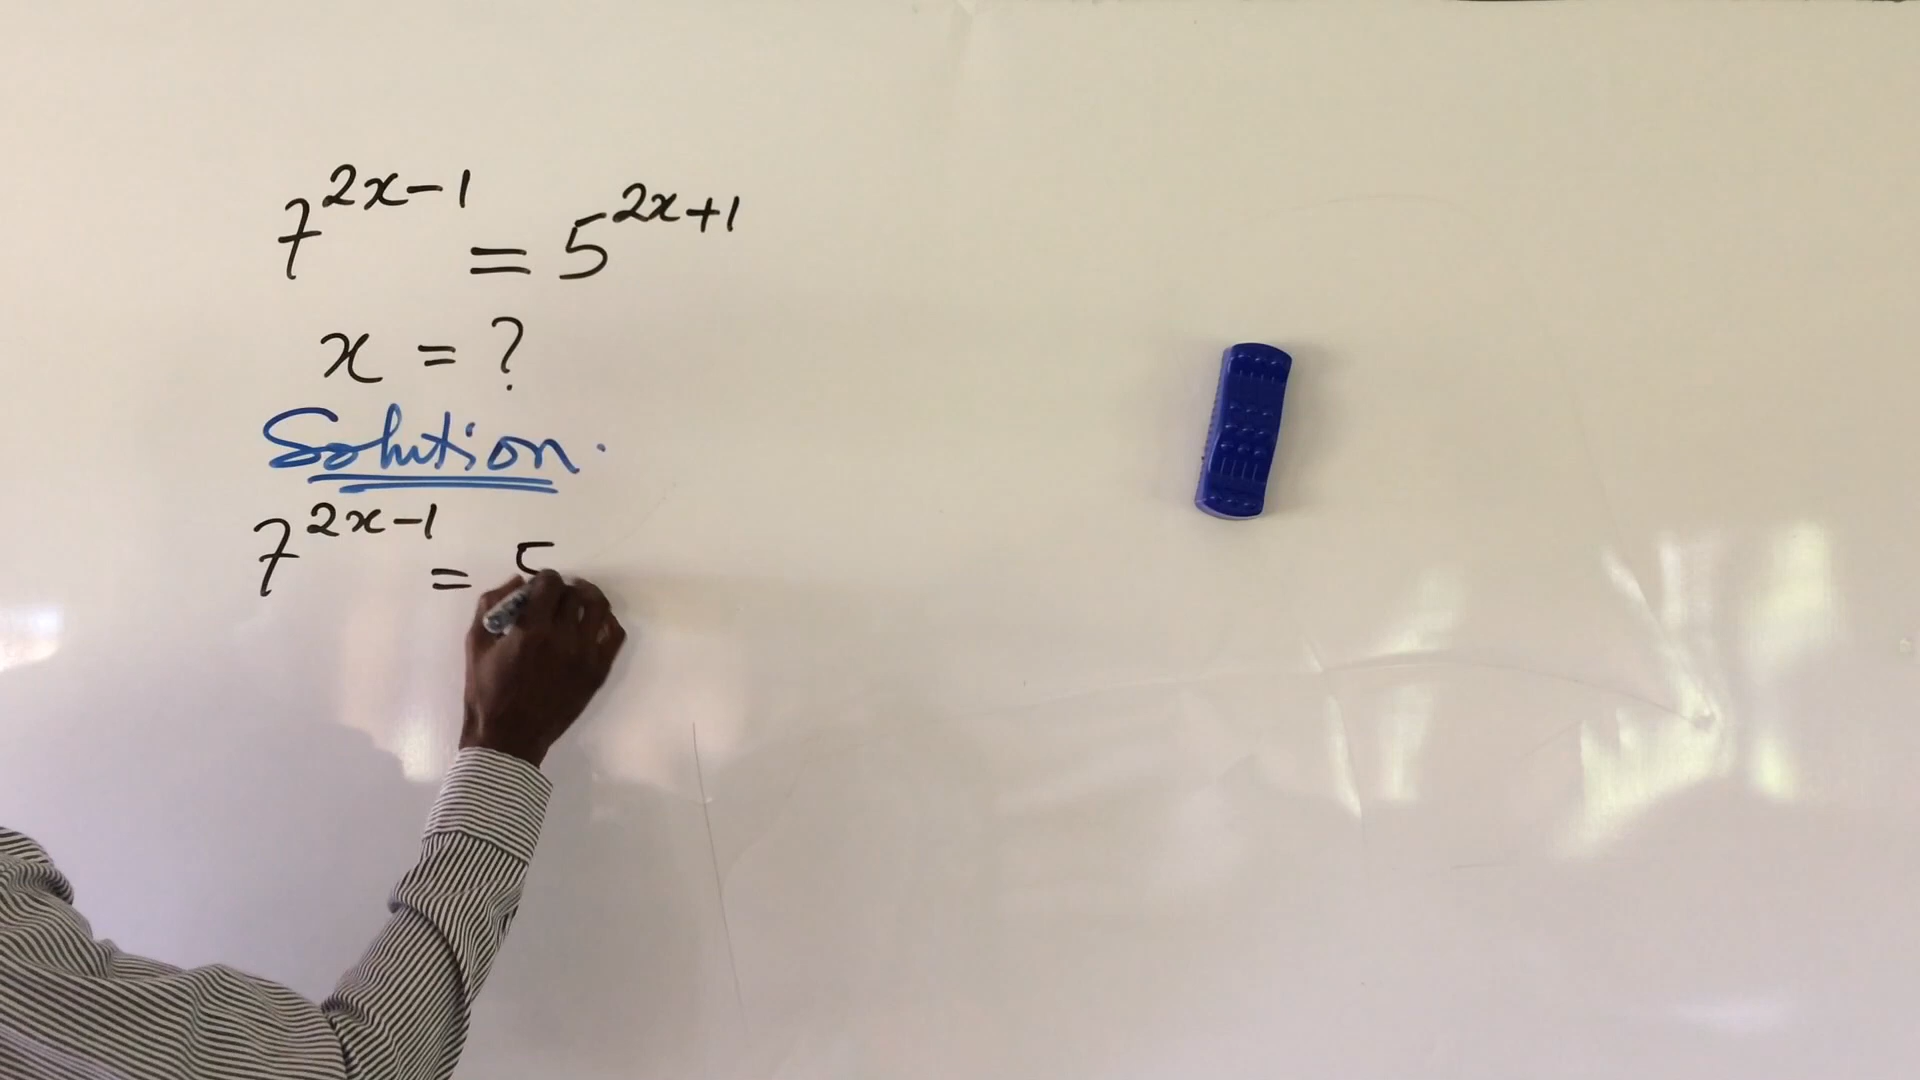 7^{2x-1} = 5^{2x+1}
x = ?
Solution.
7^{2x-1} = 5